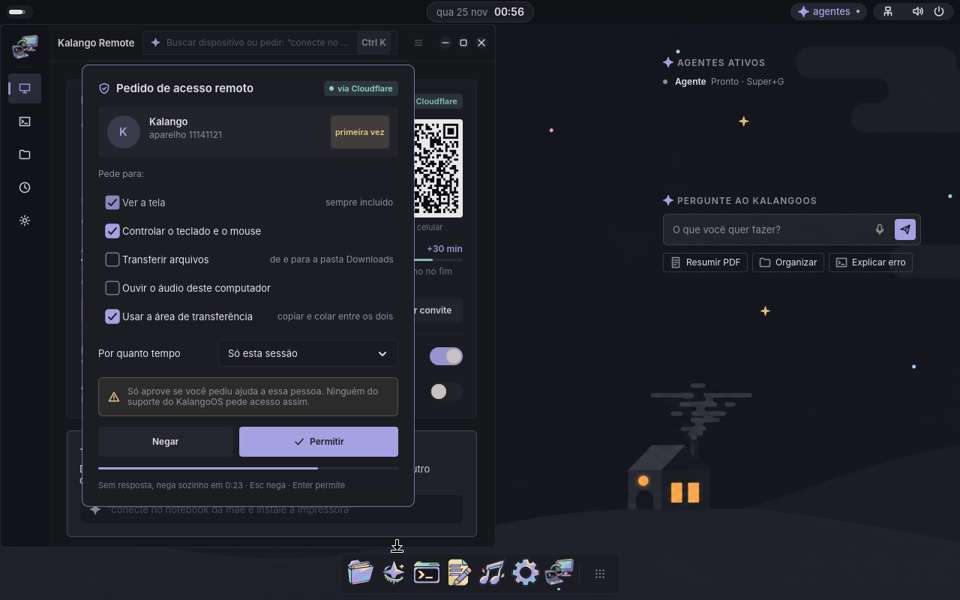 qua 25 nov 00:56
agentes
Kalango Remote
Buscar dispositivo ou pedir: "conecte no ...
Ctrl K
Pedido de acesso remoto
via Cloudflare
Cloudflare
K
Kalango
aparelho 11141121
primeira vez
Pede para:
celular
Ver a tela
sempre incluído
Controlar o teclado e o mouse
+30 min
Transferir arquivos
de e para a pasta Downloads
no no fim
Ouvir o áudio deste computador
Usar a área de transferência
copiar e colar entre os dois
r convite
Por quanto tempo
Só esta sessão
Só aprove se você pediu ajuda a essa pessoa. Ninguém do
suporte do KalangoOS pede acesso assim.
Negar
Permitir
utro
Sem resposta, nega sozinho em 0:23 · Esc nega · Enter permite
"conecte no notebook da mãe e instale a impressora"
AGENTES ATIVOS
Agente Pronto · Super+G
PERGUNTE AO KALANGOOS
O que você quer fazer?
Resumir PDF
Organizar
Explicar erro